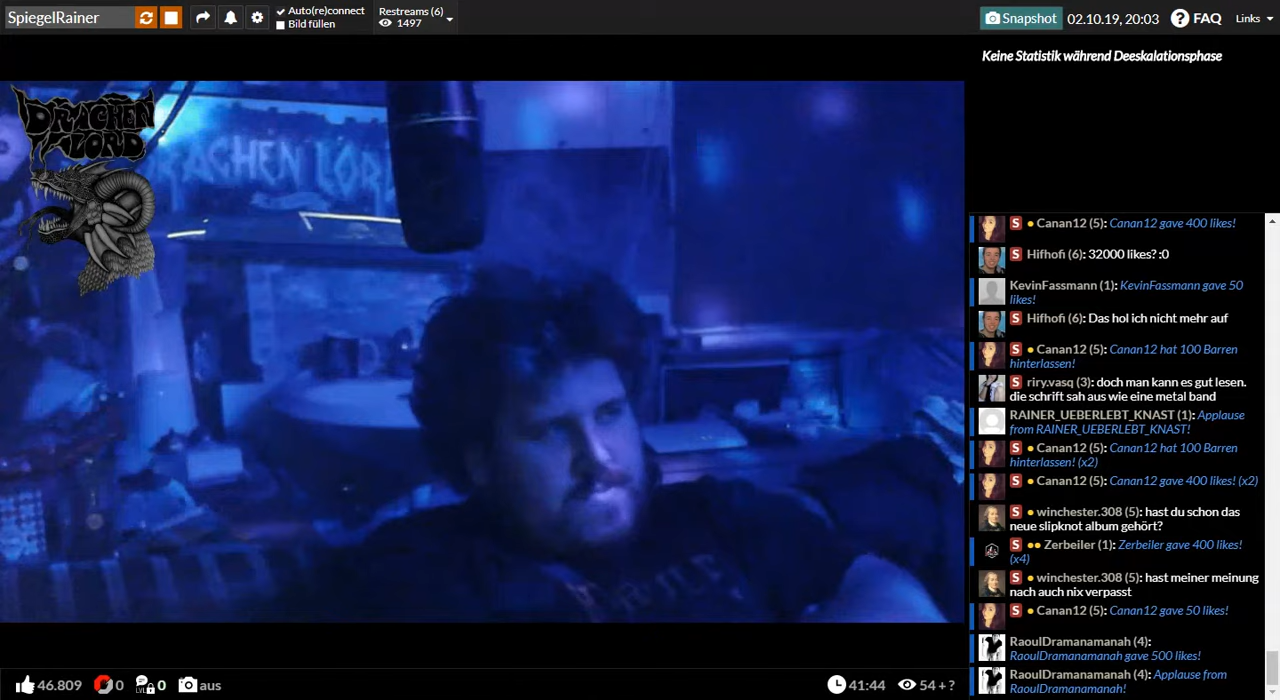 SpiegelRainer
Auto(re)connect
Bild füllen
Restreams (6)
1497
Snapshot
02.10.19, 20:03
FAQ
Links
Keine Statistik während Deeskalationsphase
DRACHEN
LORD
DRACHEN LORD
S Canan12 (5): Canan12 gave 400 likes!
S Hifhofi (6): 32000 likes? :0
KevinFassmann (1): KevinFassmann gave 50
likes!
S Hifhofi (6): Das hol ich nicht mehr auf
S Canan12 (5): Canan12 hat 100 Barren
hinterlassen!
S riry.vasq (3): doch man kann es gut lesen.
die schrift sah aus wie eine metal band
RAINER_UEBERLEBT_KNAST (1): Applause
from RAINER_UEBERLEBT_KNAST!
S Canan12 (5): Canan12 hat 100 Barren
hinterlassen! (x2)
S Canan12 (5): Canan12 gave 400 likes! (x2)
S winchester.308 (5): hast du schon das
neue slipknot album gehört?
S Zerbeiler (1): Zerbeiler gave 400 likes!
(x4)
S winchester.308 (5): hast meiner meinung
nach auch nix verpasst
S Canan12 (5): Canan12 gave 50 likes!
RaoulDramanamanah (4):
RaoulDramanamanah gave 500 likes!
RaoulDramanamanah (4): Applause from
RaoulDramanamanah!
46.809
0
LVL
0
aus
41:44
54 + ?